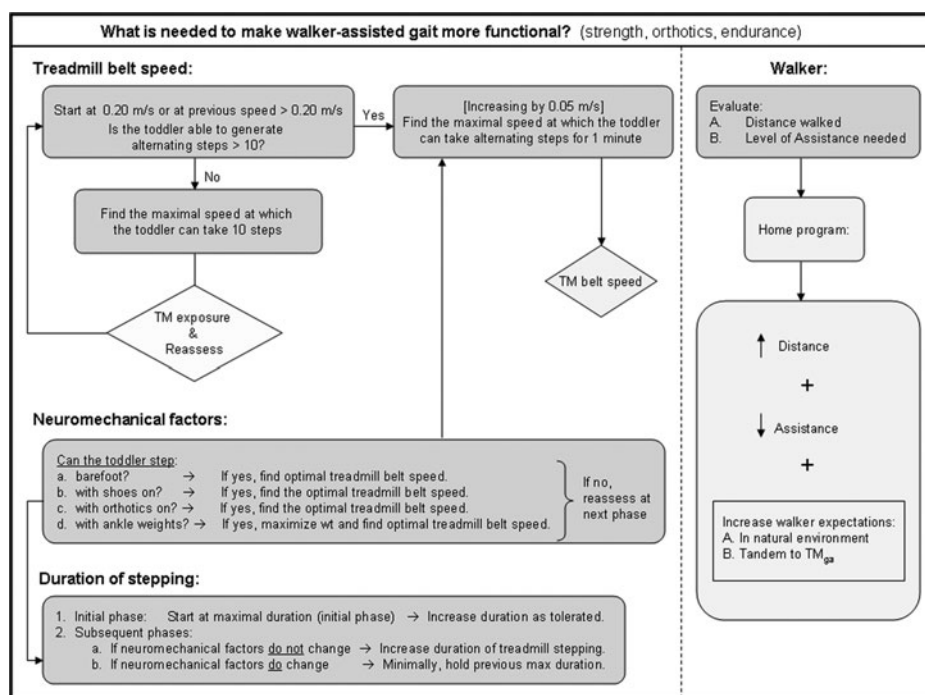 What is needed to make walker-assisted gait more functional? (strength, orthotics, endurance)
Treadmill belt speed:
Start at 0.20 m/s or at previous speed > 0.20 m/s
Is the toddler able to generate
alternating steps > 10?
Yes
[Increasing by 0.05 m/s]
Find the maximal speed at which the toddler
can take alternating steps for 1 minute
No
Find the maximal speed at which
the toddler can take 10 steps
TM exposure
&
Reassess
TM belt speed
Neuromechanical factors:
Can the toddler step:
a. barefoot? → If yes, find optimal treadmill belt speed.
b. with shoes on? → If yes, find the optimal treadmill belt speed.
c. with orthotics on? → If yes, find the optimal treadmill belt speed.
d. with ankle weights? → If yes, maximize wt and find optimal treadmill belt speed.
If no,
reassess at
next phase
Duration of stepping:
1. Initial phase: Start at maximal duration (initial phase) → Increase duration as tolerated.
2. Subsequent phases:
a. If neuromechanical factors do not change → Increase duration of treadmill stepping.
b. If neuromechanical factors do change → Minimally, hold previous max duration.
Walker:
Evaluate:
A. Distance walked
B. Level of Assistance needed
Home program:
↑ Distance
+
↓ Assistance
+
Increase walker expectations:
A. In natural environment
B. Tandem to TMga